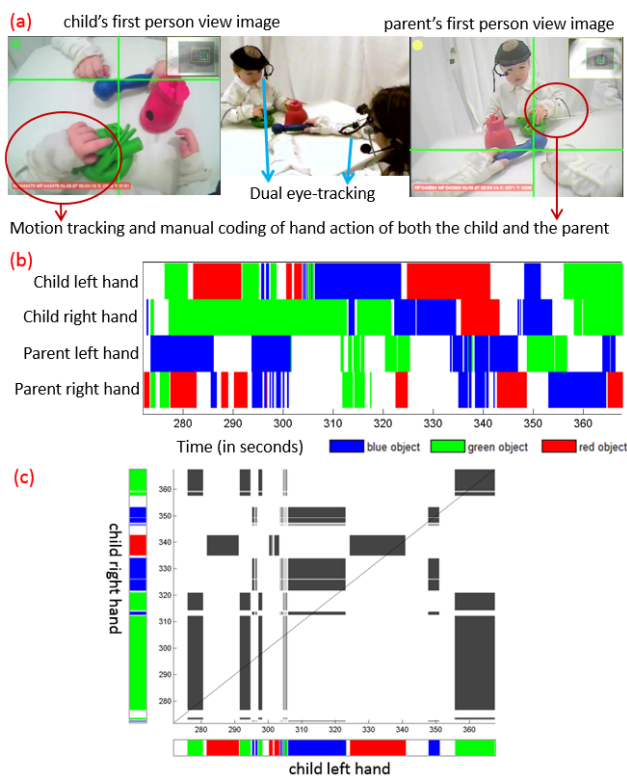 (a)
child's first person view image
parent's first person view image
Dual eye-tracking
Motion tracking and manual coding of hand action of both the child and the parent
(b)
Child left hand
Child right hand
Parent left hand
Parent right hand
280 290 300 310 320 330 340 350 360
Time (in seconds)
blue object
green object
red object
(c)
child right hand
360
350
340
330
320
310
300
290
280
280 290 300 310 320 330 340 350 360
child left hand